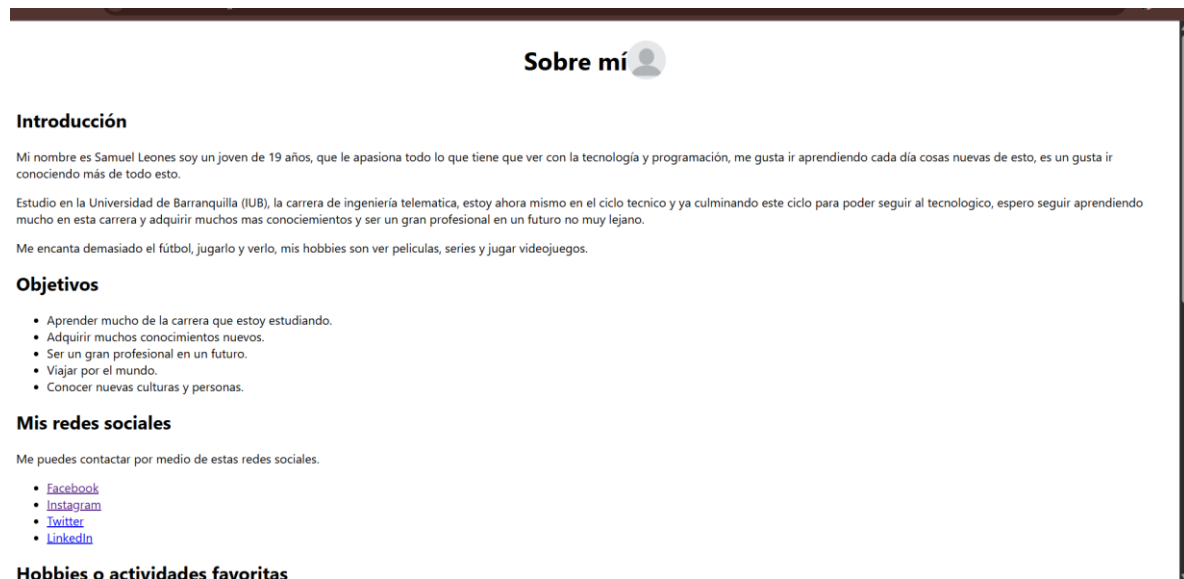 Sobre mí
Introducción
Mi nombre es Samuel Leones soy un joven de 19 años, que le apasiona todo lo que tiene que ver con la tecnología y programación, me gusta ir aprendiendo cada día cosas nuevas de esto, es un gusta ir
conociendo más de todo esto.
Estudio en la Universidad de Barranquilla (IUB), la carrera de ingeniería telematica, estoy ahora mismo en el ciclo tecnico y ya culminando este ciclo para poder seguir al tecnologico, espero seguir aprendiendo
mucho en esta carrera y adquirir muchos mas conociemientos y ser un gran profesional en un futuro no muy lejano.
Me encanta demasiado el fútbol, jugarlo y verlo, mis hobbies son ver peliculas, series y jugar videojuegos.
Objetivos
Aprender mucho de la carrera que estoy estudiando.
Adquirir muchos conocimientos nuevos.
Ser un gran profesional en un futuro.
Viajar por el mundo.
Conocer nuevas culturas y personas.
Mis redes sociales
Me puedes contactar por medio de estas redes sociales.
Facebook
Instagram
Twitter
LinkedIn
Hobbies o actividades favoritas